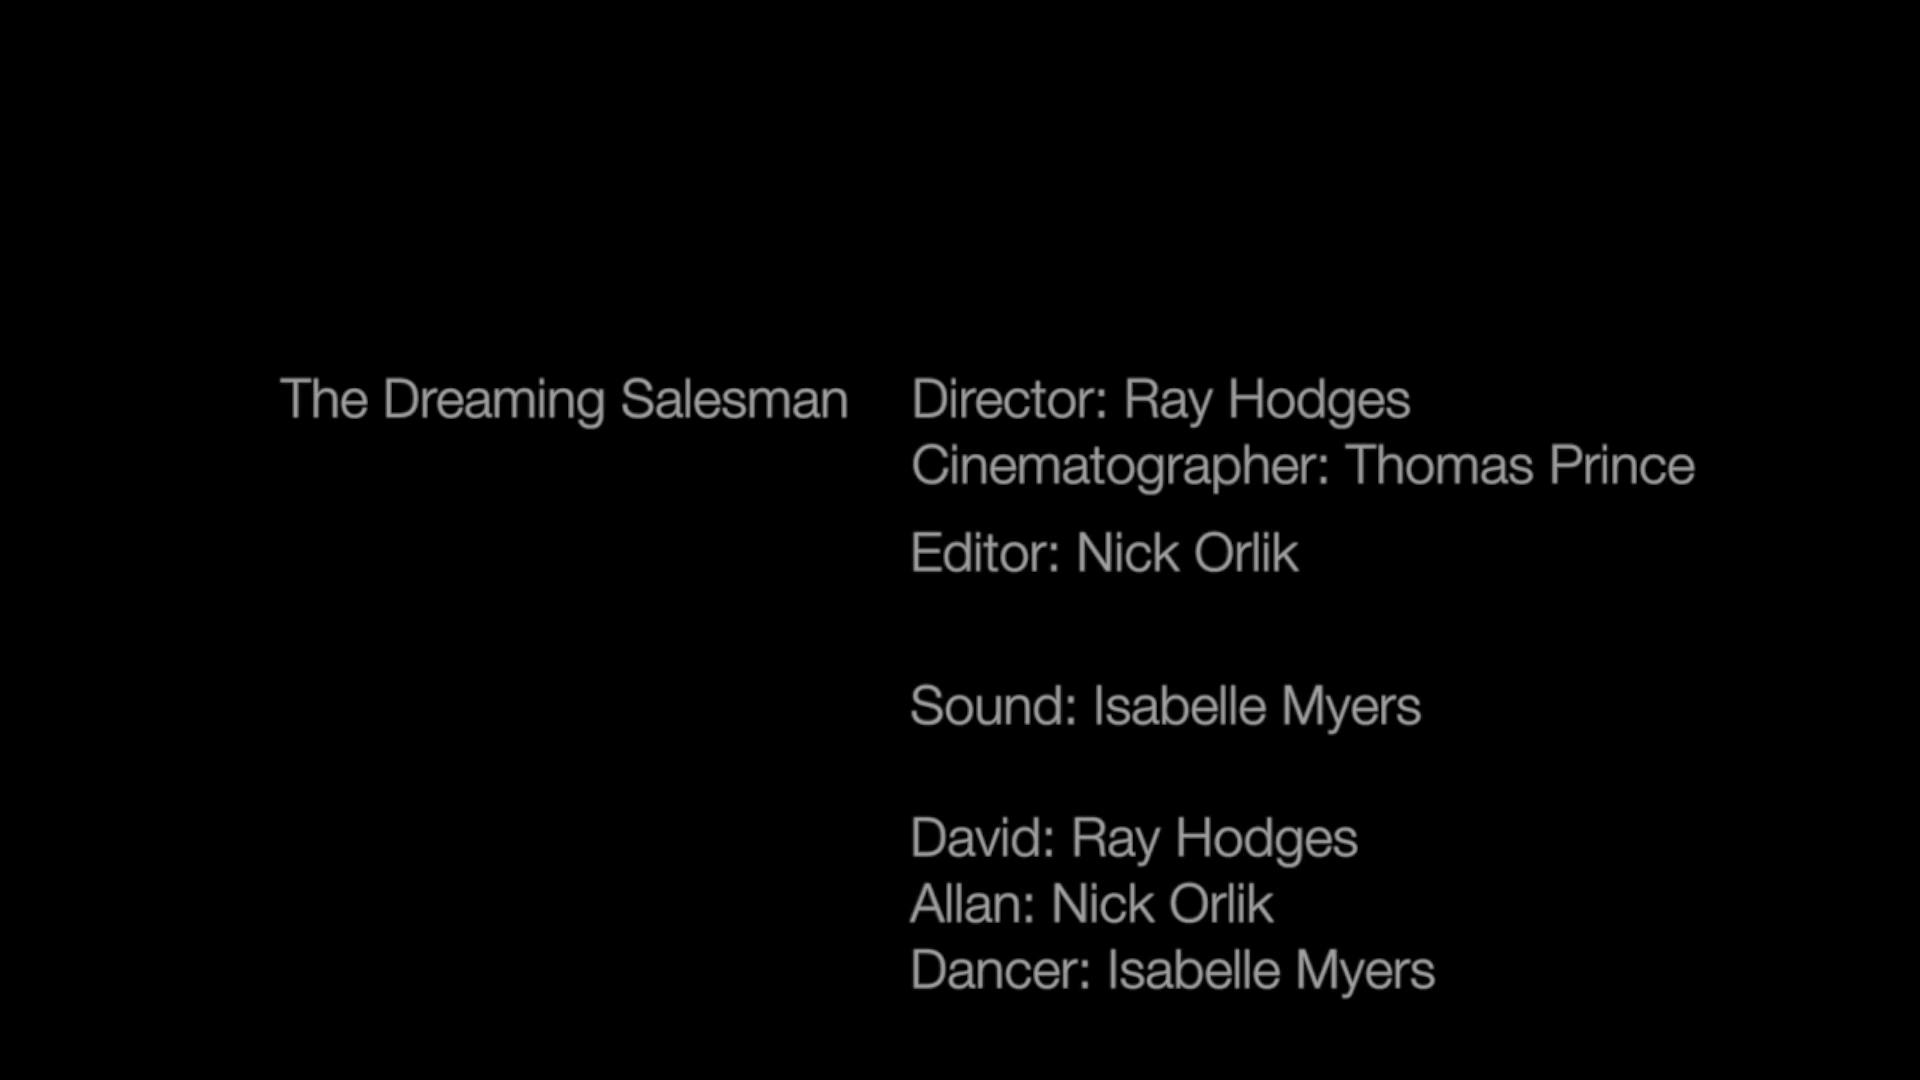 The Dreaming Salesman
Director: Ray Hodges
Cinematographer: Thomas Prince
Editor: Nick Orlik
Sound: Isabelle Myers
David: Ray Hodges
Allan: Nick Orlik
Dancer: Isabelle Myers